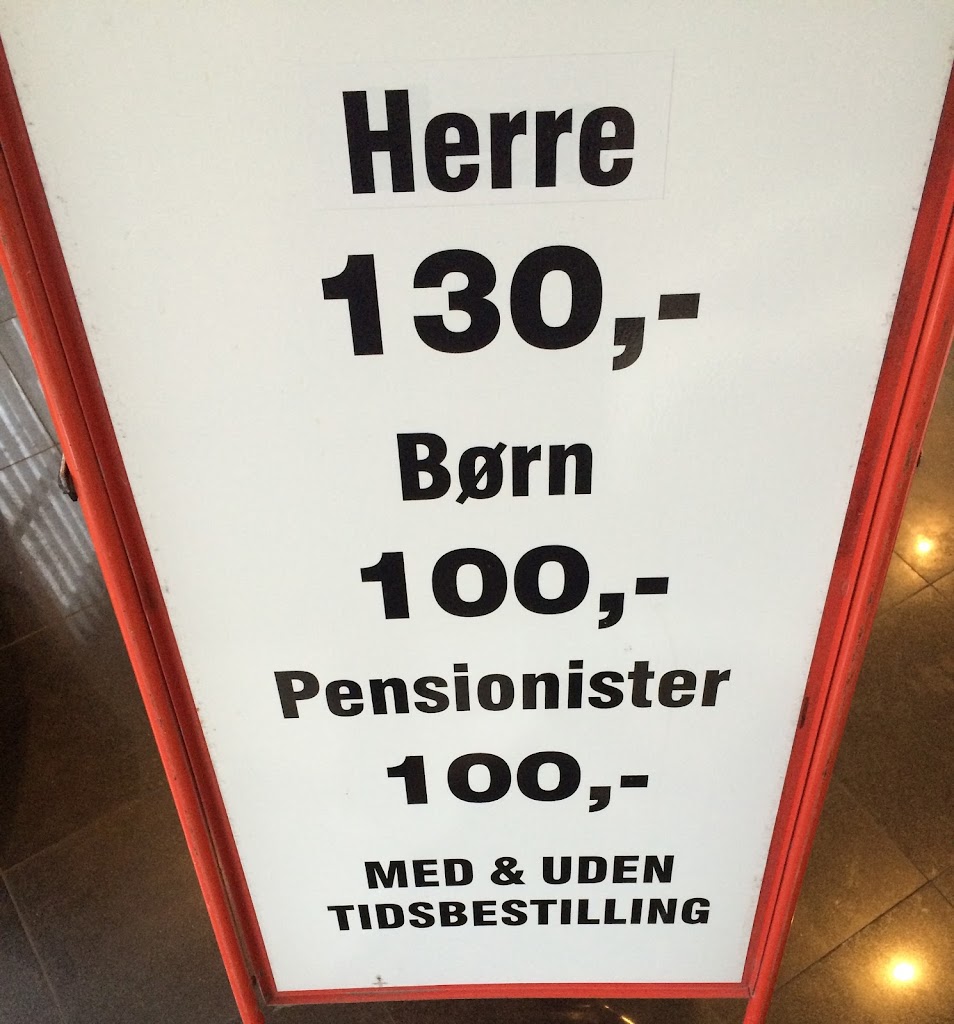 Herre
130,-
Børn
100,-
Pensionister
100,-
MED & UDEN
TIDSBESTILLING